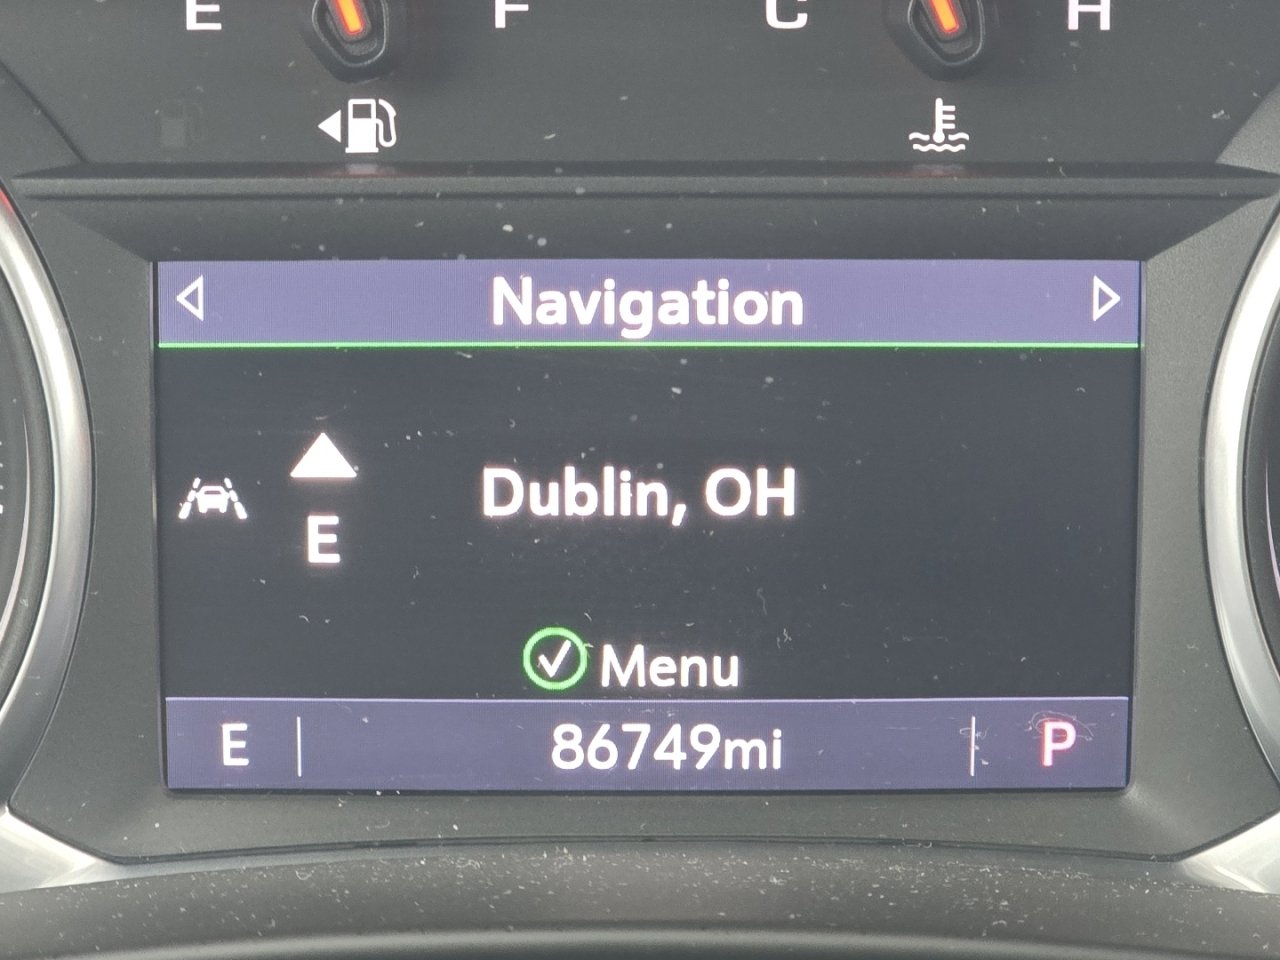 E F C H
Navigation
Dublin, OH
E
Menu
E 86749mi P